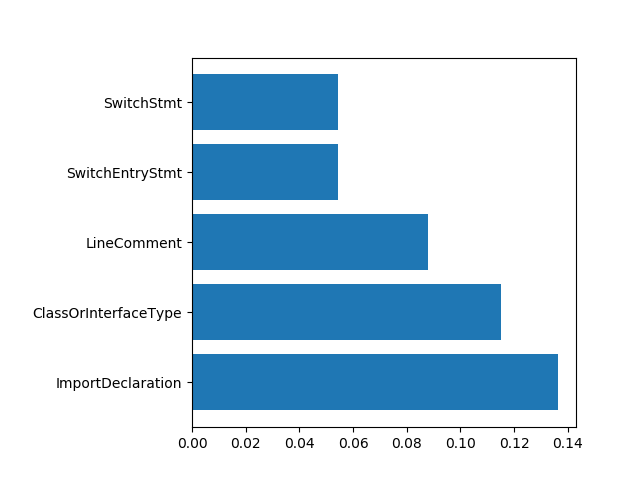 SwitchStmt
SwitchEntryStmt
LineComment
ClassOrInterfaceType
ImportDeclaration
0.00 0.02 0.04 0.06 0.08 0.10 0.12 0.14